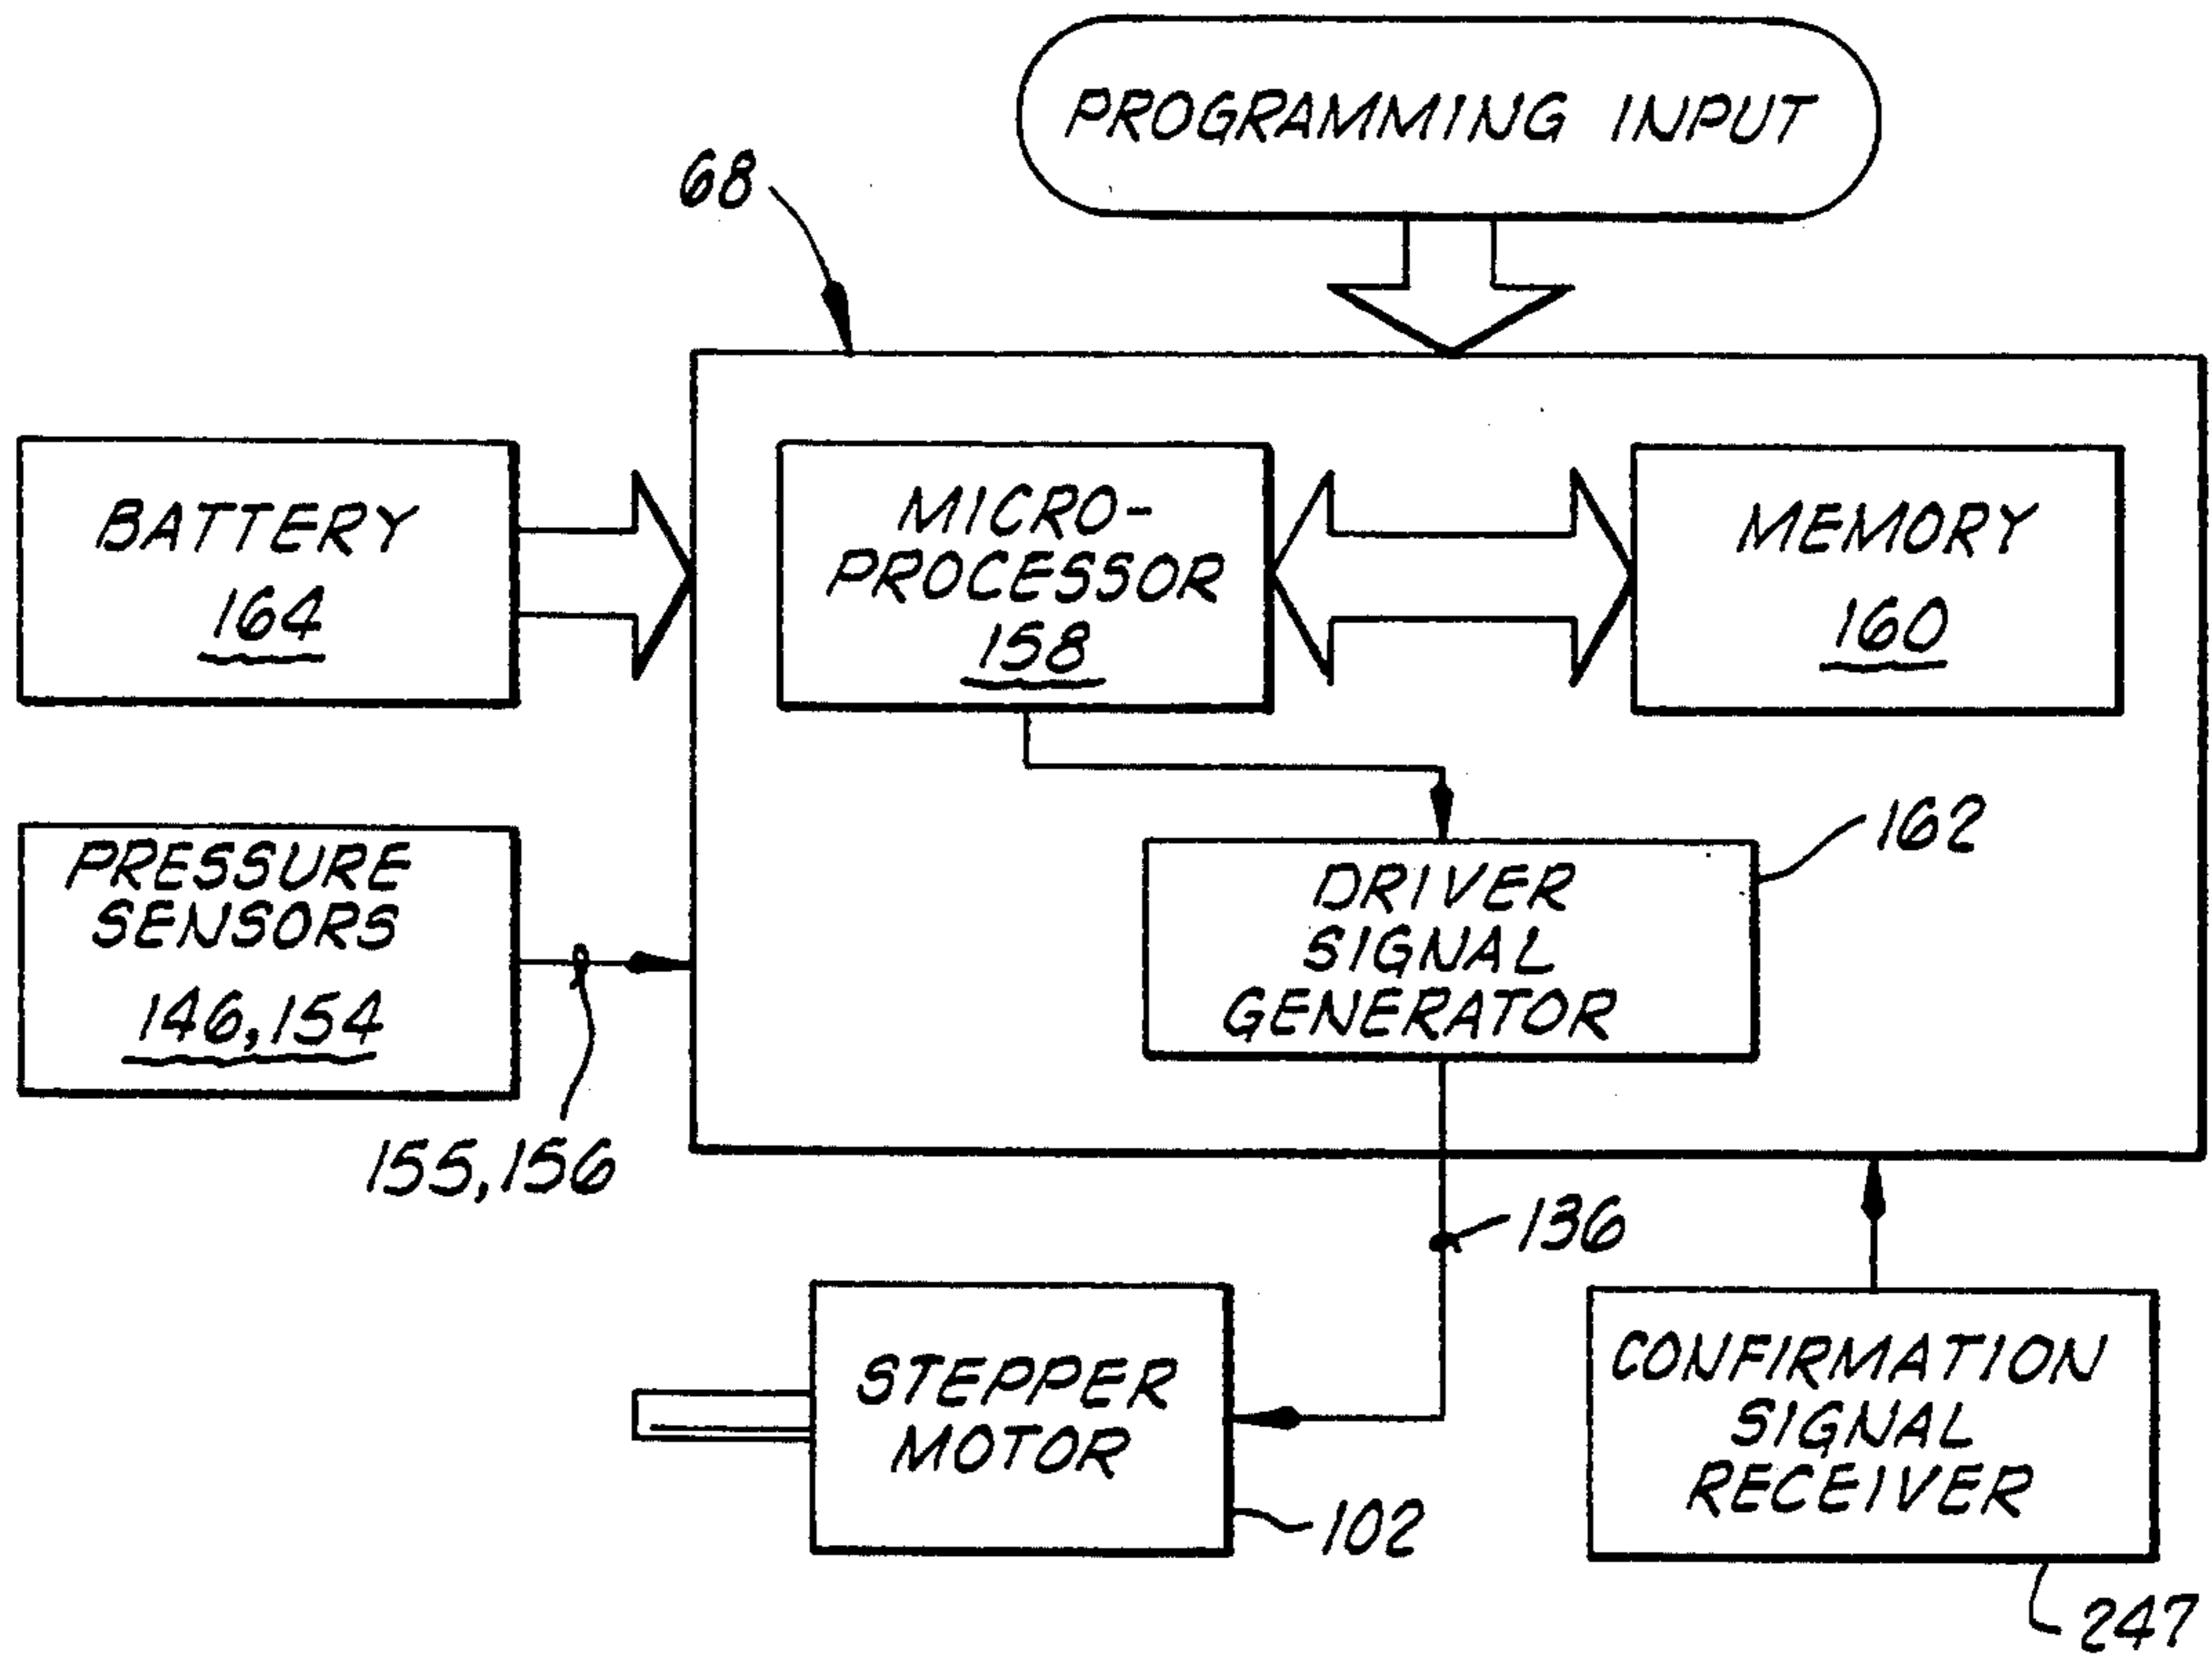 PROGRAMMING INPUT
68
BATTERY
164
MICRO-
PROCESSOR
158
MEMORY
160
PRESSURE
SENSORS
146,154
155,156
DRIVER
SIGNAL
GENERATOR
162
136
STEPPER
MOTOR
102
CONFIRMATION
SIGNAL
RECEIVER
247